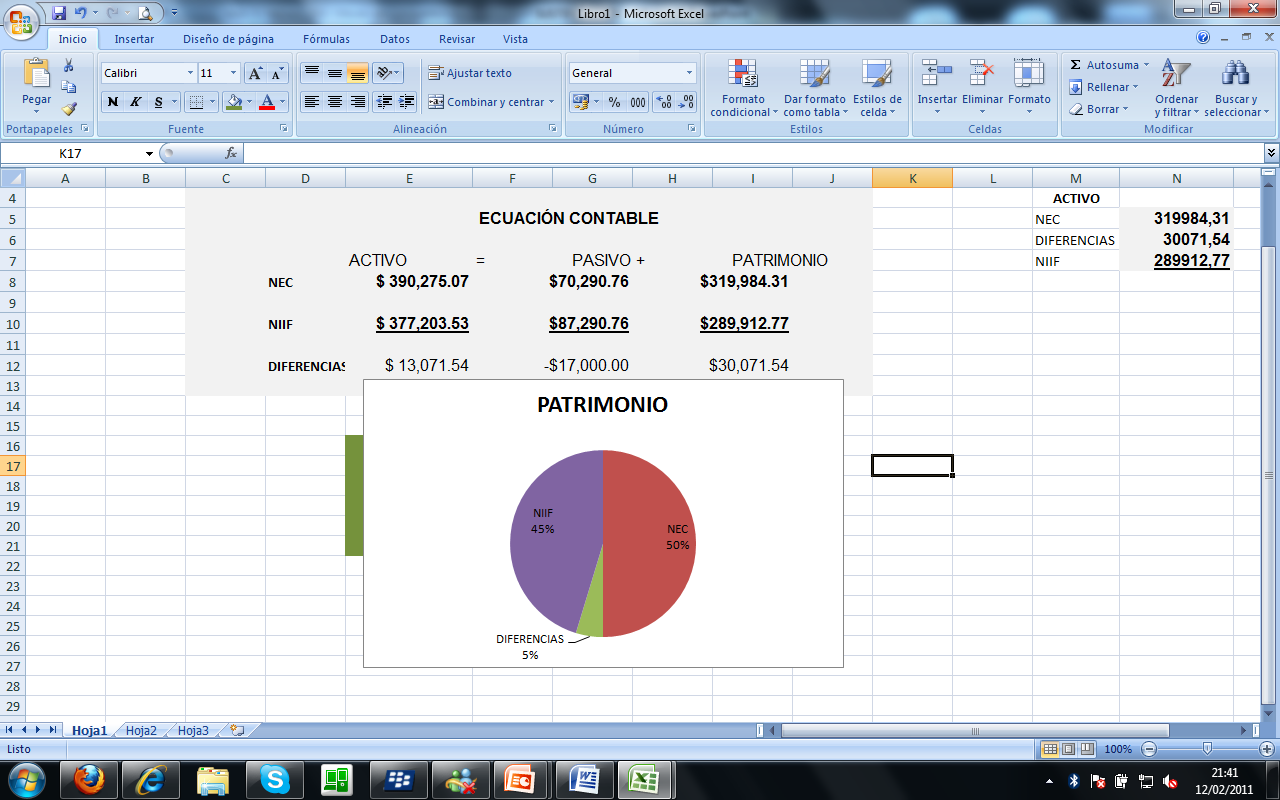 Libro1 - Microsoft Excel
Inicio Insertar Diseño de página Fórmulas Datos Revisar Vista
Pegar
Portapapeles
Calibri 11
N K S
Fuente
Ajustar texto
Combinar y centrar
Alineación
General
% 000
Número
Formato condicional
Dar formato como tabla
Estilos de celda
Estilos
Insertar Eliminar Formato
Celdas
Σ Autosuma
Rellenar
Borrar
Ordenar y filtrar
Buscar y seleccionar
Modificar
K17 fx
A B C D E F G H I J K L M N
4 ACTIVO
5 ECUACIÓN CONTABLE NEC 319984,31
6 DIFERENCIAS 30071,54
7 ACTIVO = PASIVO + PATRIMONIO NIIF 289912,77
8 NEC $ 390,275.07 $70,290.76 $319,984.31
9
10 NIIF $ 377,203.53 $87,290.76 $289,912.77
11
12 DIFERENCIAS $ 13,071.54 -$17,000.00 $30,071.54
13
14 PATRIMONIO
15
16
17
18
19 NIIF
20 45% NEC
21 50%
22
23
24
25
26 DIFERENCIAS
27 5%
28
29
Hoja1 Hoja2 Hoja3
Listo 100%
21:41
12/02/2011